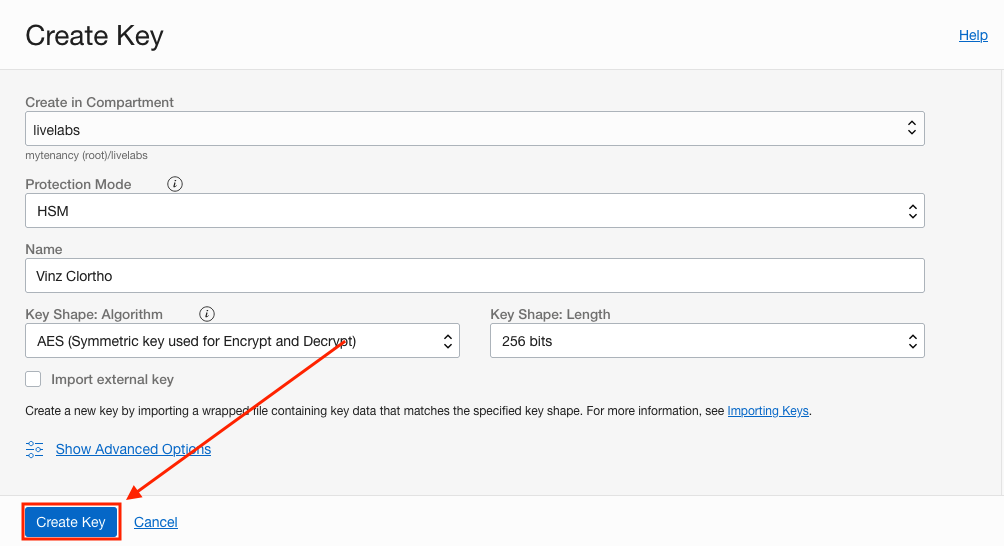 Create Key
Help
Create in Compartment
livelabs
mytenancy (root)/livelabs
Protection Mode i
HSM
Name
Vinz Clortho
Key Shape: Algorithm i
Key Shape: Length
AES (Symmetric key used for Encrypt and Decrypt)
256 bits
Import external key
Create a new key by importing a wrapped file containing key data that matches the specified key shape. For more information, see Importing Keys.
Show Advanced Options
Create Key
Cancel